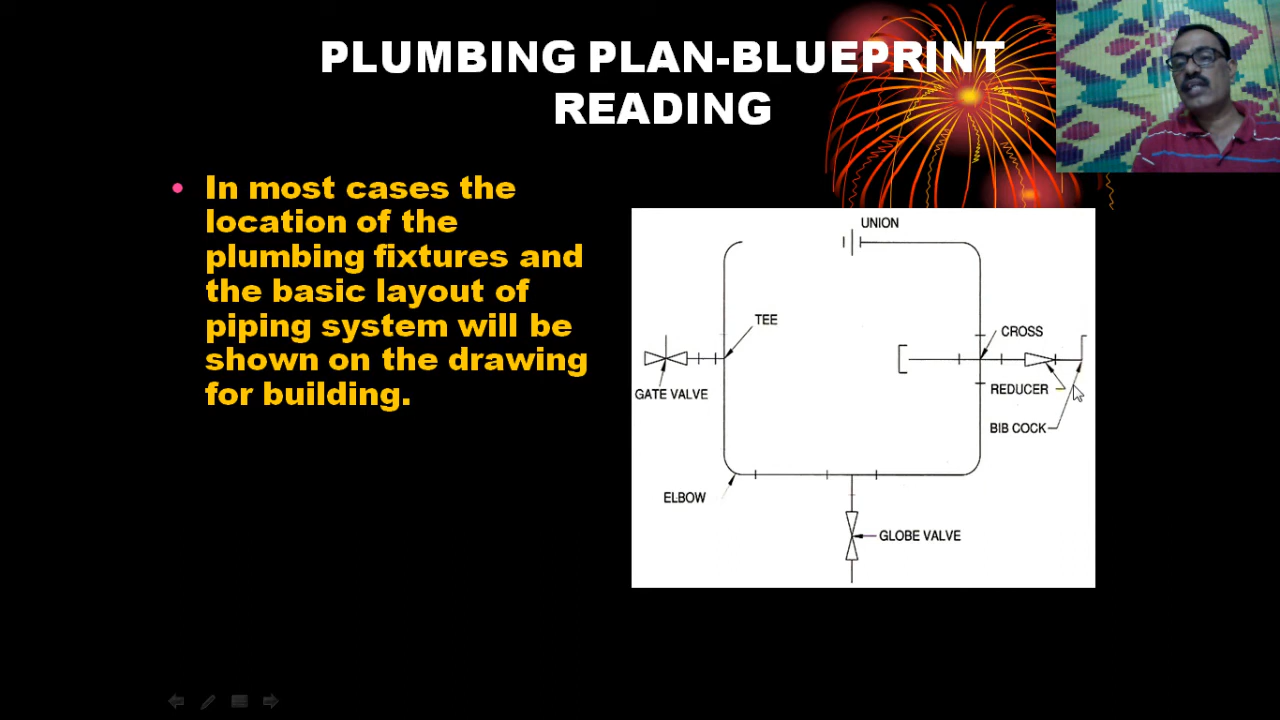 PLUMBING PLAN-BLUEPRINT
READING
• In most cases the
location of the
plumbing fixtures and
the basic layout of
piping system will be
shown on the drawing
for building.
UNION
TEE
CROSS
GATE VALVE
REDUCER
BIB COCK
ELBOW
GLOBE VALVE